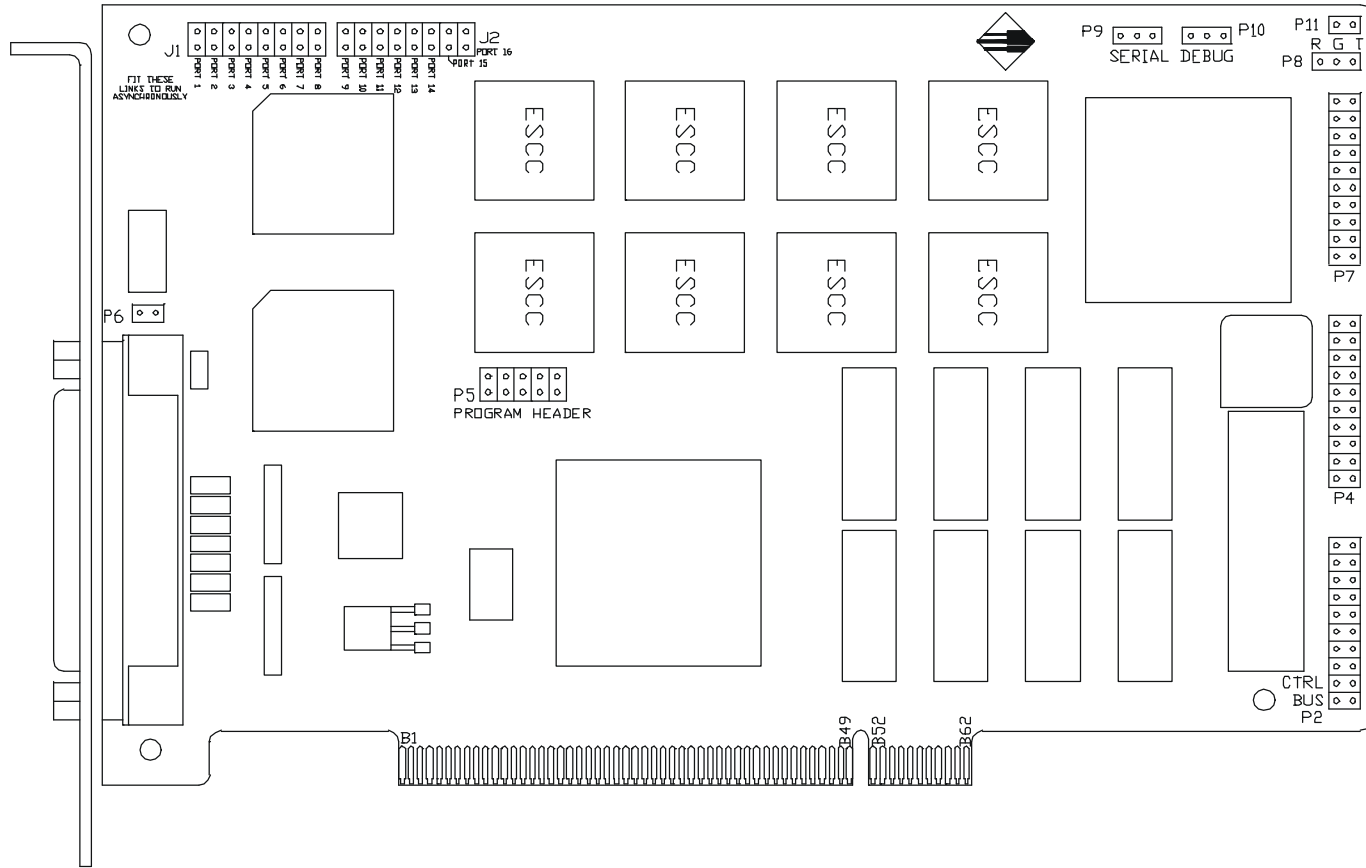 J1
J2
PORT 16
PORT 15
PORT 1
PORT 2
PORT 3
PORT 4
PORT 5
PORT 6
PORT 7
PORT 8
PORT 9
PORT 10
PORT 11
PORT 12
PORT 13
PORT 14
FIT THESE
LINKS TO RUN
ASYNCHRONOUSLY
P9
P10
SERIAL DEBUG
P11
R G T
P8
ESCC
ESCC
ESCC
ESCC
P7
ESCC
ESCC
ESCC
ESCC
P6
P5
PROGRAM HEADER
P4
CTRL
BUS
P2
B1
B49
B52
B62